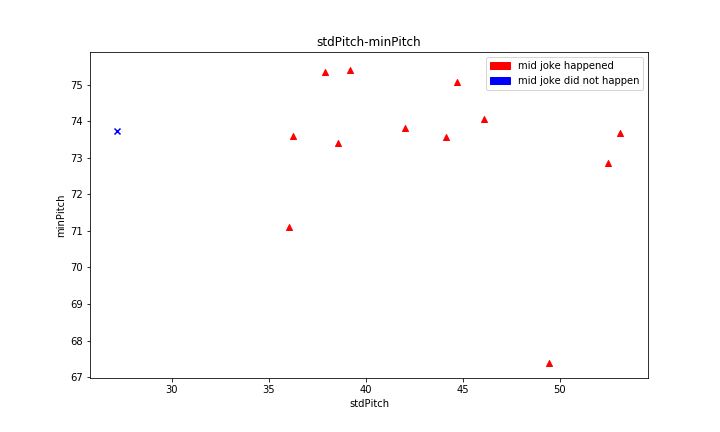 stdPitch-minPitch
mid joke happened
mid joke did not happen
75
74
73
72
71
70
69
68
67
minPitch
30 35 40 45 50
stdPitch